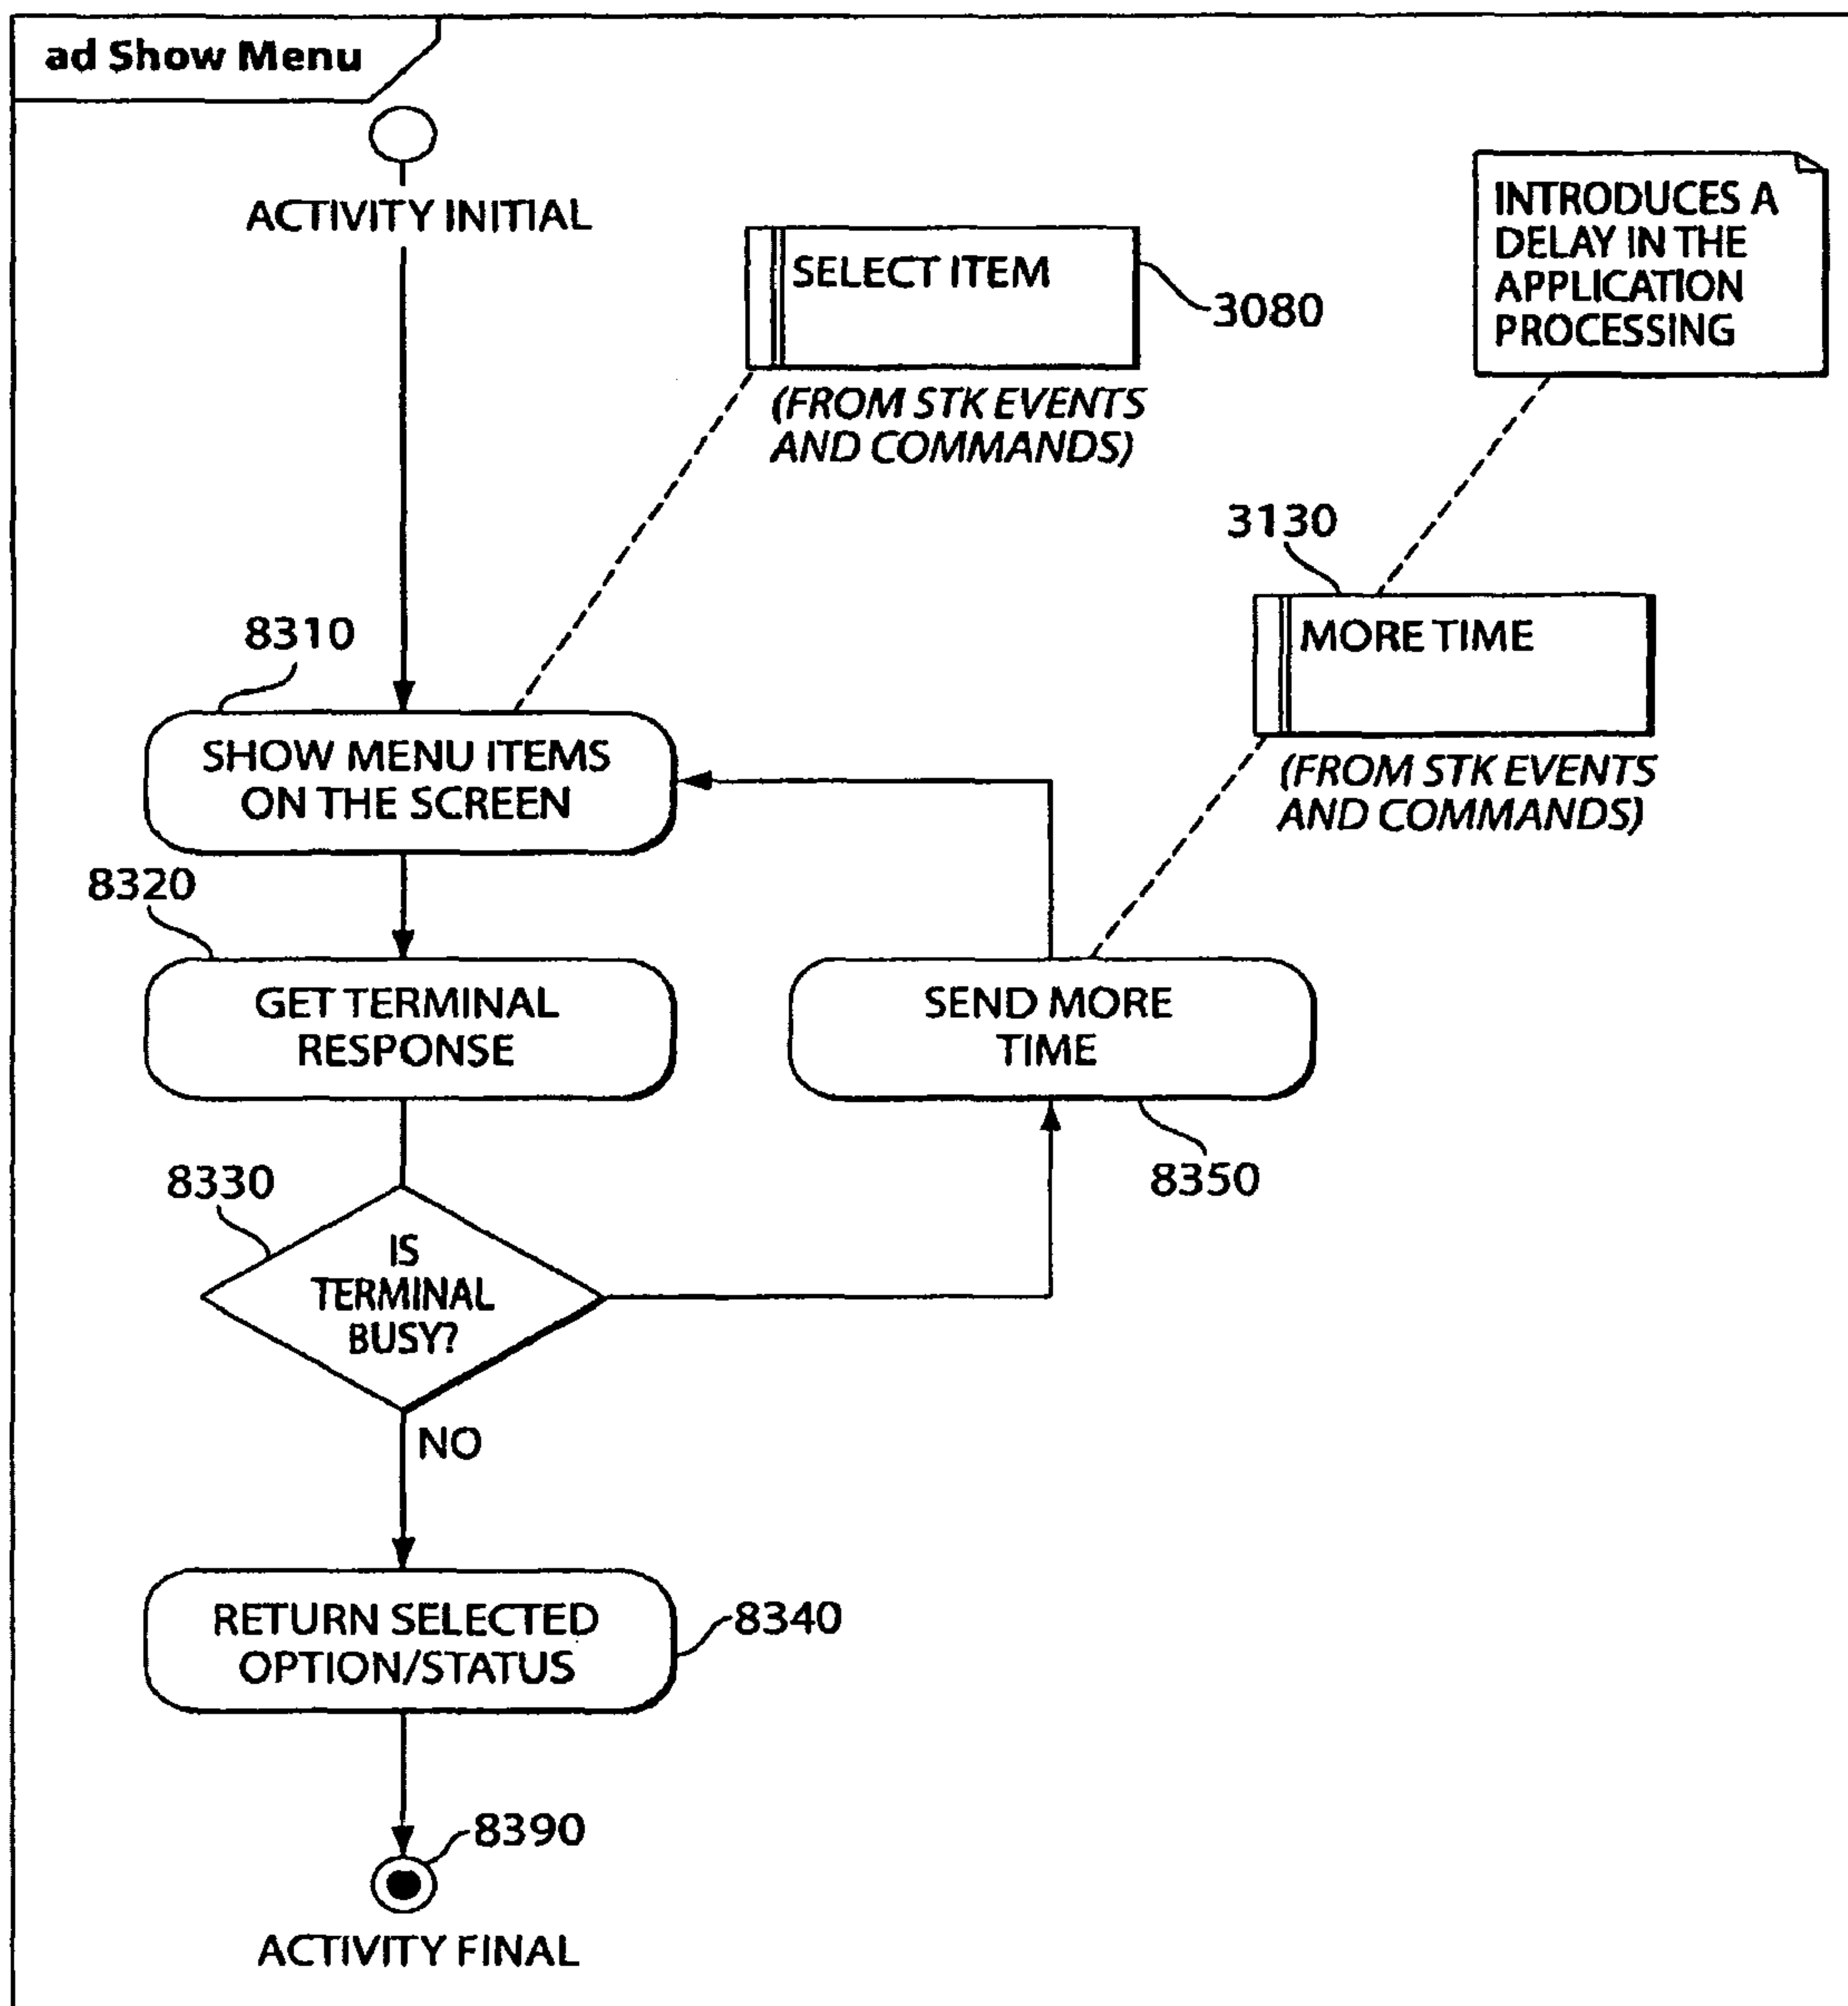 ad Show Menu
ACTIVITY INITIAL
SELECT ITEM
3080
(FROM STK EVENTS
AND COMMANDS)
INTRODUCES A
DELAY IN THE
APPLICATION
PROCESSING
3130
MORE TIME
(FROM STK EVENTS
AND COMMANDS)
8310
SHOW MENU ITEMS
ON THE SCREEN
8320
GET TERMINAL
RESPONSE
SEND MORE
TIME
8350
8330
IS
TERMINAL
BUSY?
NO
RETURN SELECTED
OPTION/STATUS
8340
8390
ACTIVITY FINAL